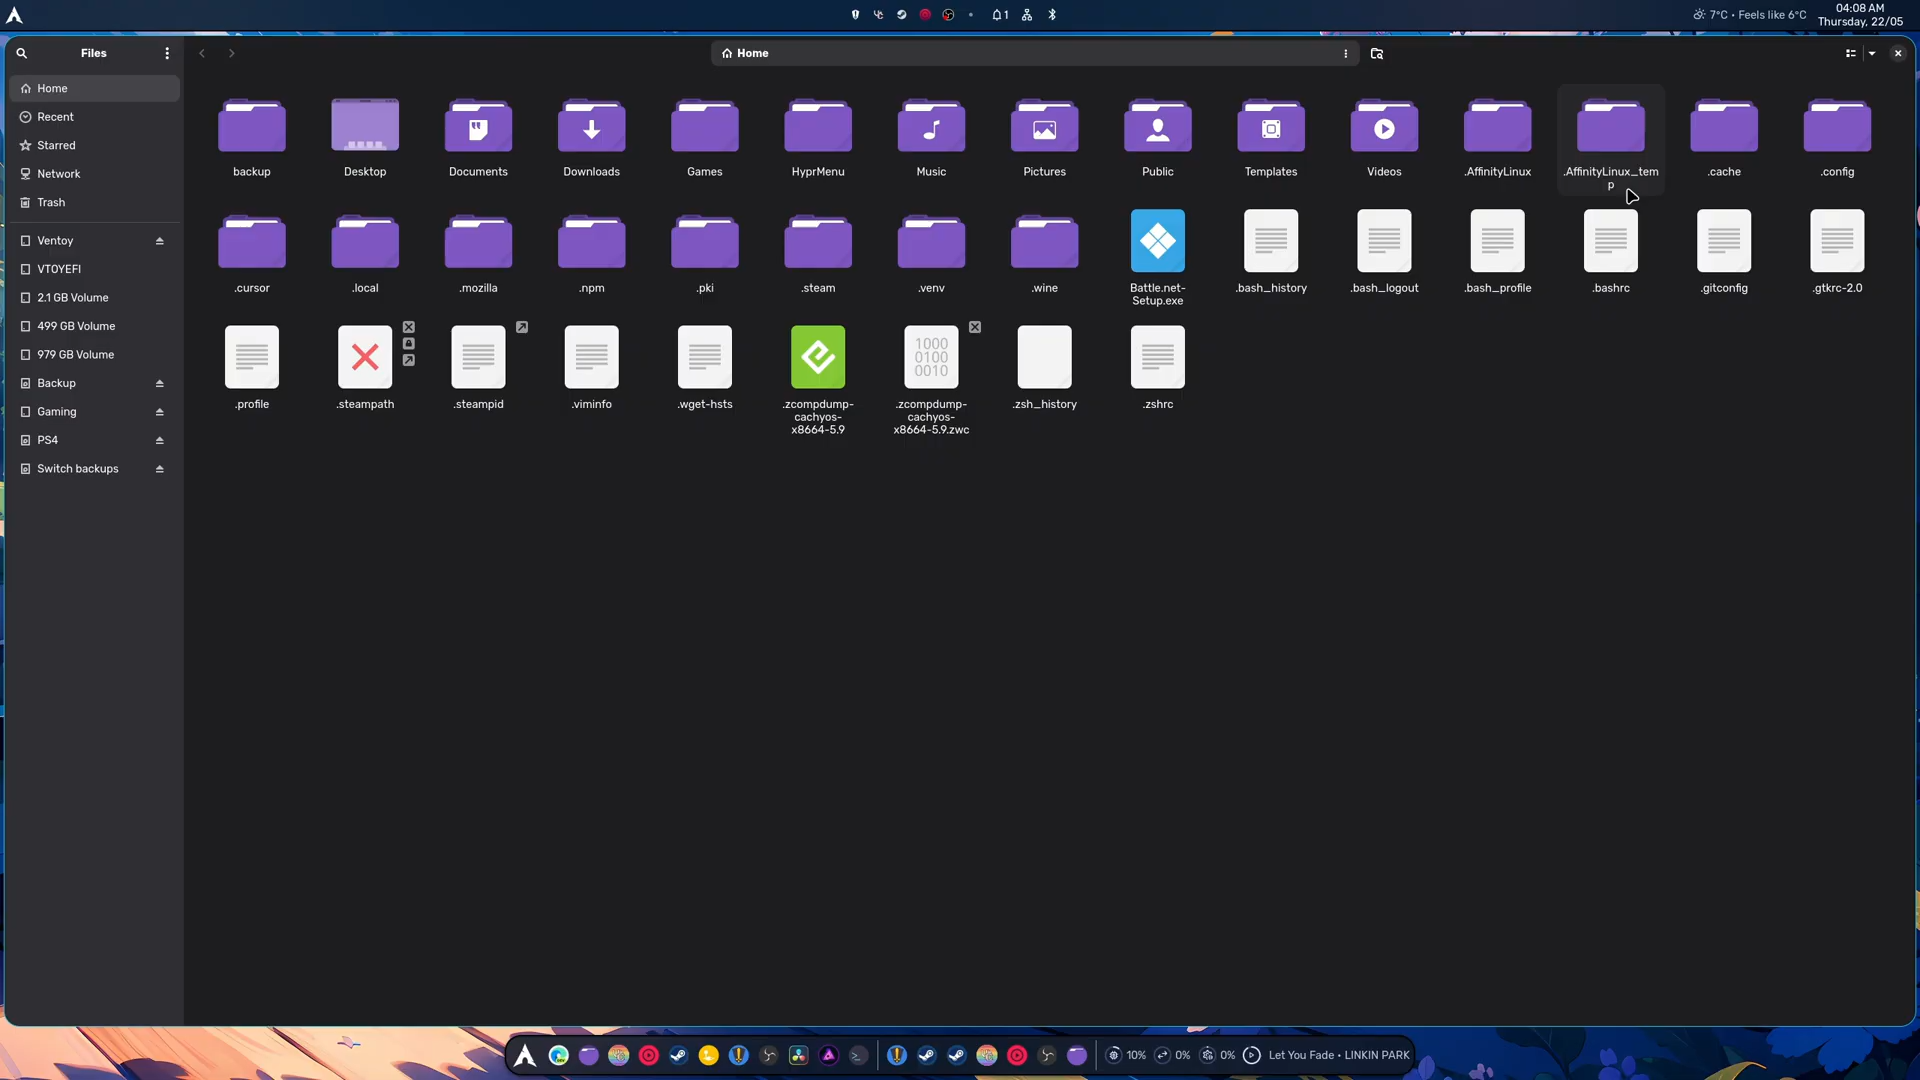 7°C • Feels like 6°C
04:08 AM
Thursday, 22/05
1
Files
Home
Home
Recent
Starred
Network
Trash
Ventoy
VTOYEFI
2.1 GB Volume
499 GB Volume
979 GB Volume
Backup
Gaming
PS4
Switch backups
backup
Desktop
Documents
Downloads
Games
HyprMenu
Music
Pictures
Public
Templates
Videos
.AffinityLinux
.AffinityLinux_tem
p
.cache
.config
.cursor
.local
.mozilla
.npm
.pki
.steam
.venv
.wine
Battle.net-
Setup.exe
.bash_history
.bash_logout
.bash_profile
.bashrc
.gitconfig
.gtkrc-2.0
.profile
.steampath
.steampid
.viminfo
.wget-hsts
.zcompdump-
cachyos-
x8664-5.9
1000
0100
0010
.zcompdump-
cachyos-
x8664-5.9.zwc
.zsh_history
.zshrc
10%
0%
0%
Let You Fade • LINKIN PARK